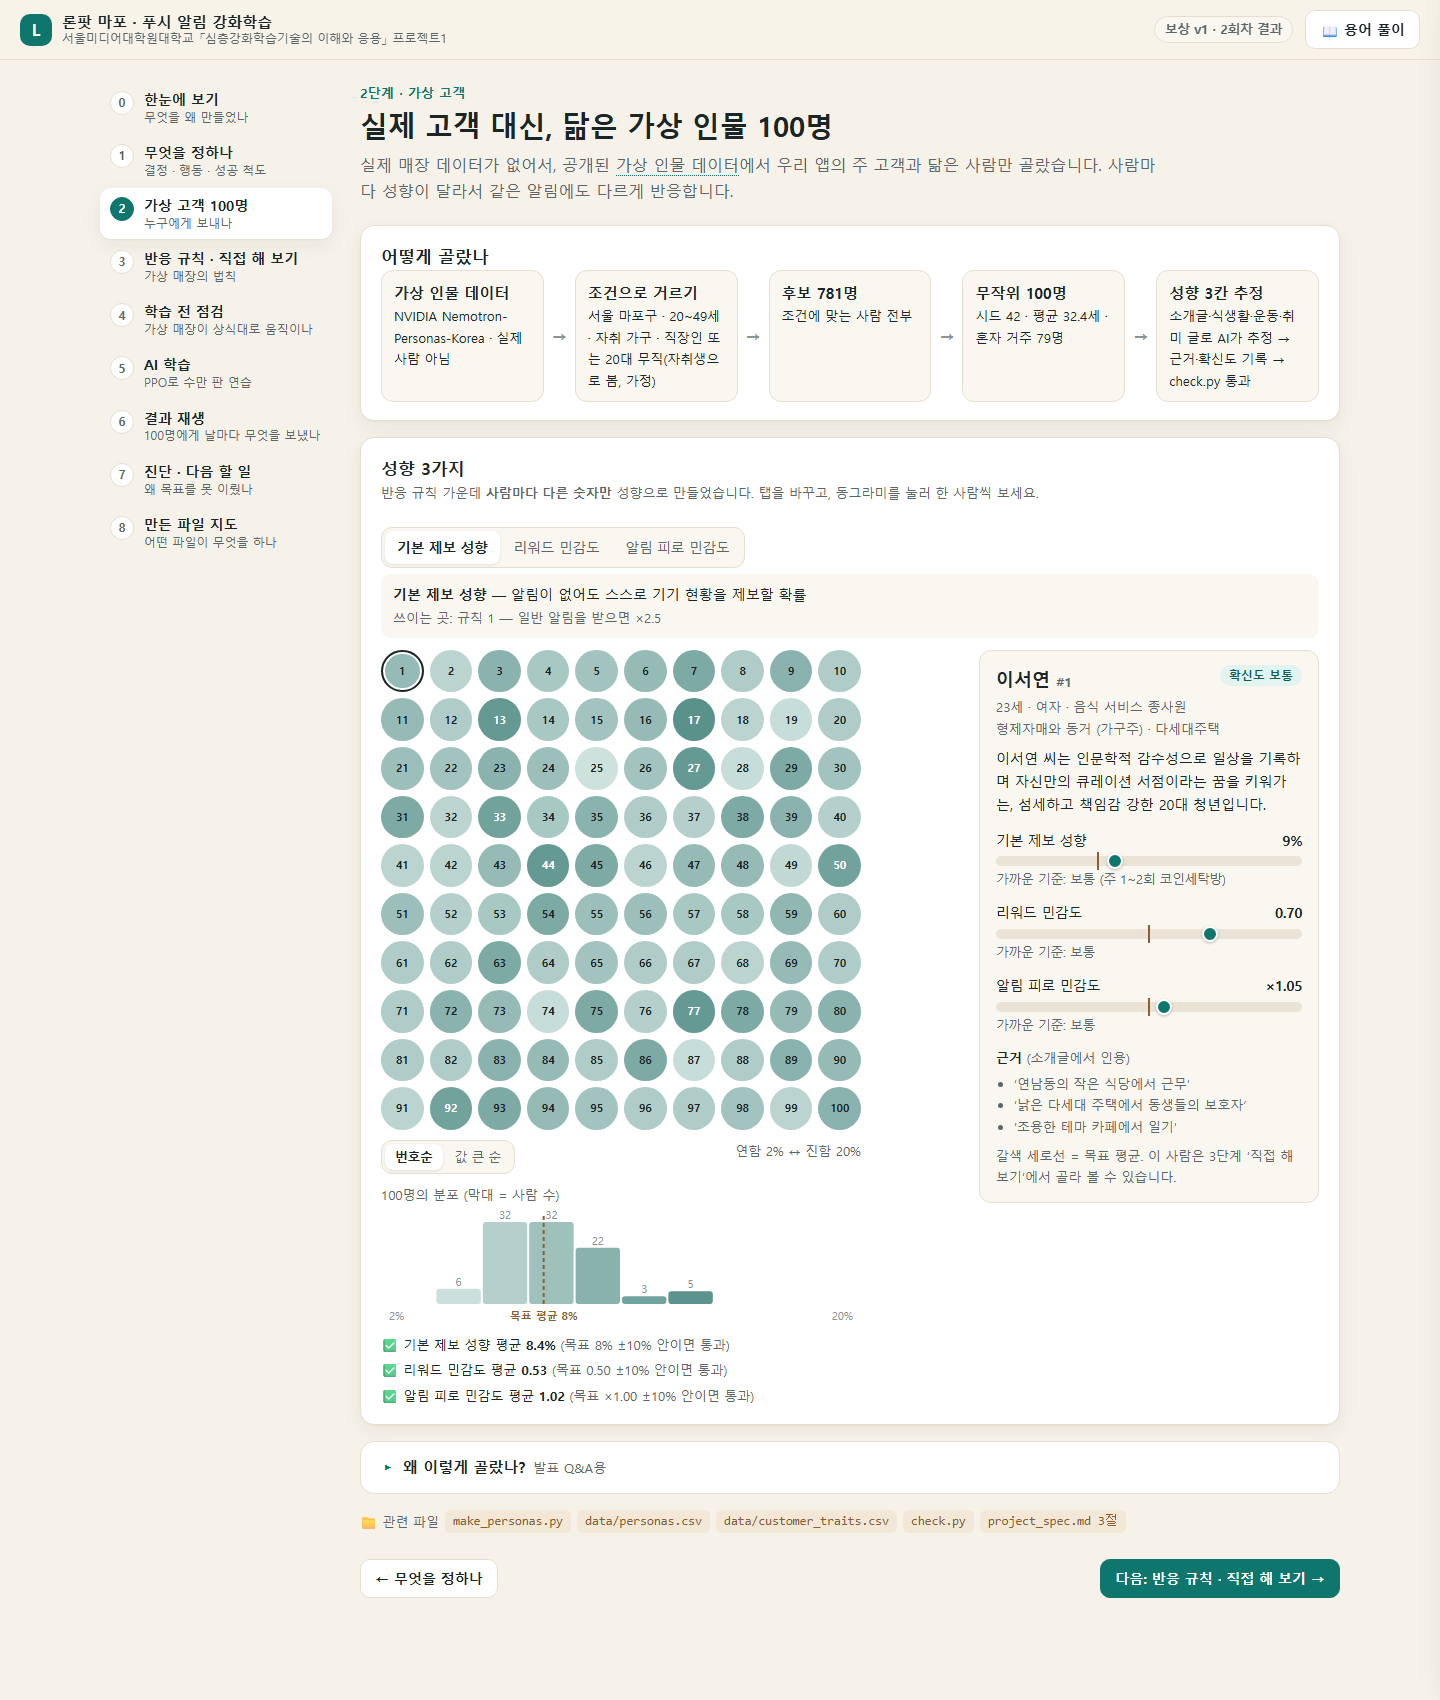 L
론팟 마포 · 푸시 알림 강화학습
서울미디어대학원대학교 「심층강화학습기술의 이해와 응용」 프로젝트1
보상 v1 · 2회차 결과
📖 용어 풀이
0
한눈에 보기
무엇을 왜 만들었나
1
무엇을 정하나
결정 · 행동 · 성공 척도
2
가상 고객 100명
누구에게 보내나
3
반응 규칙 · 직접 해 보기
가상 매장의 법칙
4
학습 전 점검
가상 매장이 상식대로 움직이나
5
AI 학습
PPO로 수만 판 연습
6
결과 재생
100명에게 날마다 무엇을 보냈나
7
진단 · 다음 할 일
왜 목표를 못 이뤘나
8
만든 파일 지도
어떤 파일이 무엇을 하나
2단계 · 가상 고객
실제 고객 대신, 닮은 가상 인물 100명
실제 매장 데이터가 없어서, 공개된 가상 인물 데이터에서 우리 앱의 주 고객과 닮은 사람만 골랐습니다. 사람마
다 성향이 달라서 같은 알림에도 다르게 반응합니다.
어떻게 골랐나
가상 인물 데이터
NVIDIA Nemotron-
Personas-Korea · 실제
사람 아님
→
조건으로 거르기
서울 마포구 · 20~49세
· 자취 가구 · 직장인 또
는 20대 무직(자취생으
로 봄, 가정)
→
후보 781명
조건에 맞는 사람 전부
→
무작위 100명
시드 42 · 평균 32.4세 ·
혼자 거주 79명
→
성향 3칸 추정
소개글·식생활·운동·취
미 글로 AI가 추정 →
근거·확신도 기록 →
check.py 통과
성향 3가지
반응 규칙 가운데 사람마다 다른 숫자만 성향으로 만들었습니다. 탭을 바꾸고, 동그라미를 눌러 한 사람씩 보세요.
기본 제보 성향 리워드 민감도 알림 피로 민감도
기본 제보 성향 — 알림이 없어도 스스로 기기 현황을 제보할 확률
쓰이는 곳: 규칙 1 — 일반 알림을 받으면 ×2.5
1 2 3 4 5 6 7 8 9 10
11 12 13 14 15 16 17 18 19 20
21 22 23 24 25 26 27 28 29 30
31 32 33 34 35 36 37 38 39 40
41 42 43 44 45 46 47 48 49 50
51 52 53 54 55 56 57 58 59 60
61 62 63 64 65 66 67 68 69 70
71 72 73 74 75 76 77 78 79 80
81 82 83 84 85 86 87 88 89 90
91 92 93 94 95 96 97 98 99 100
번호순 값 큰 순
연함 2% ↔ 진함 20%
100명의 분포 (막대 = 사람 수)
6 32 32 22 3 5
2% 목표 평균 8% 20%
✅ 기본 제보 성향 평균 8.4% (목표 8% ±10% 안이면 통과)
✅ 리워드 민감도 평균 0.53 (목표 0.50 ±10% 안이면 통과)
✅ 알림 피로 민감도 평균 1.02 (목표 ×1.00 ±10% 안이면 통과)
이서연 #1
확신도 보통
23세 · 여자 · 음식 서비스 종사원
형제자매와 동거 (가구주) · 다세대주택
이서연 씨는 인문학적 감수성으로 일상을 기록하
며 자신만의 큐레이션 서점이라는 꿈을 키워가
는, 섬세하고 책임감 강한 20대 청년입니다.
기본 제보 성향 9%
가까운 기준: 보통 (주 1~2회 코인세탁방)
리워드 민감도 0.70
가까운 기준: 보통
알림 피로 민감도 ×1.05
가까운 기준: 보통
근거 (소개글에서 인용)
• '연남동의 작은 식당에서 근무'
• '낡은 다세대 주택에서 동생들의 보호자'
• '조용한 테마 카페에서 일기'
갈색 세로선 = 목표 평균. 이 사람은 3단계 '직접 해
보기'에서 골라 볼 수 있습니다.
▸ 왜 이렇게 골랐나? 발표 Q&A용
📁 관련 파일 make_personas.py data/personas.csv data/customer_traits.csv check.py project_spec.md 3절
← 무엇을 정하나
다음: 반응 규칙 · 직접 해 보기 →